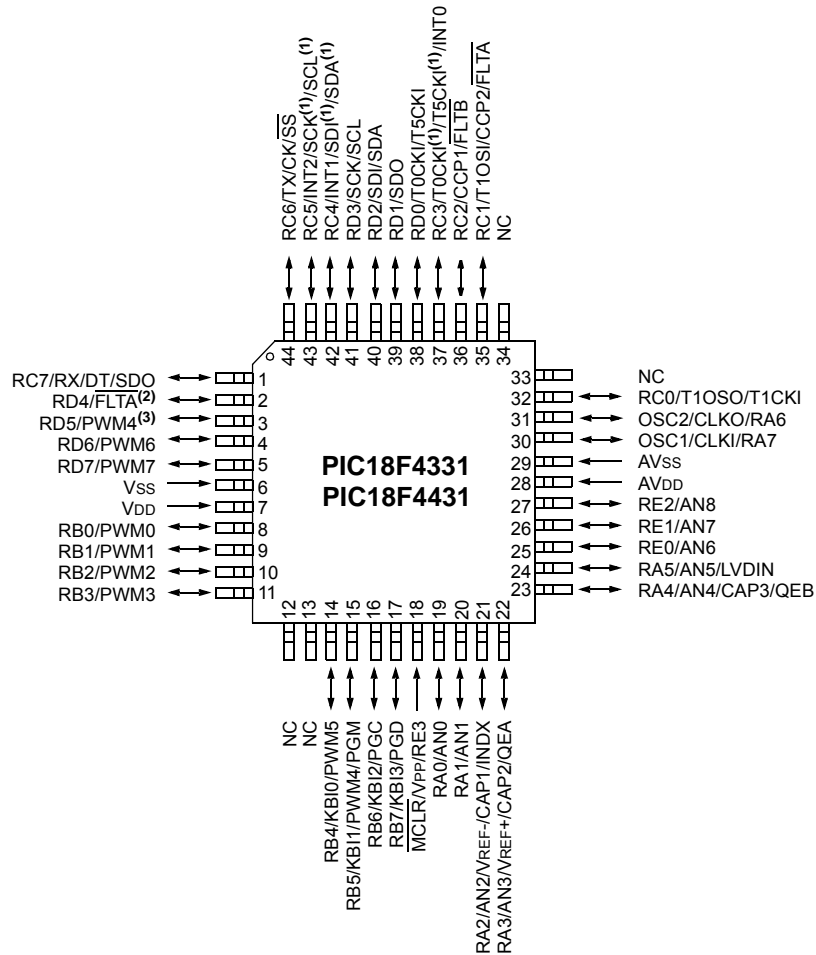 RC6/TX/CK/SS
RC5/INT2/SCK(1)/SCL(1)
RC4/INT1/SDI(1)/SDA(1)
RD3/SCK/SCL
RD2/SDI/SDA
RD1/SDO
RD0/T0CKI/T5CKI
RC3/T0CKI(1)/T5CKI(1)/INT0
RC2/CCP1/FLTB
RC1/T1OSI/CCP2/FLTA
NC
44 43 42 41 40 39 38 37 36 35 34
RC7/RX/DT/SDO 1
RD4/FLTA(2) 2
RD5/PWM4(3) 3
RD6/PWM6 4
RD7/PWM7 5
VSS 6
VDD 7
RB0/PWM0 8
RB1/PWM1 9
RB2/PWM2 10
RB3/PWM3 11
PIC18F4331
PIC18F4431
33 NC
32 RC0/T1OSO/T1CKI
31 OSC2/CLKO/RA6
30 OSC1/CLKI/RA7
29 AVSS
28 AVDD
27 RE2/AN8
26 RE1/AN7
25 RE0/AN6
24 RA5/AN5/LVDIN
23 RA4/AN4/CAP3/QEB
12 13 14 15 16 17 18 19 20 21 22
NC
NC
RB4/KBI0/PWM5
RB5/KBI1/PWM4/PGM
RB6/KBI2/PGC
RB7/KBI3/PGD
MCLR/VPP/RE3
RA0/AN0
RA1/AN1
RA2/AN2/VREF-/CAP1/INDX
RA3/AN3/VREF+/CAP2/QEA